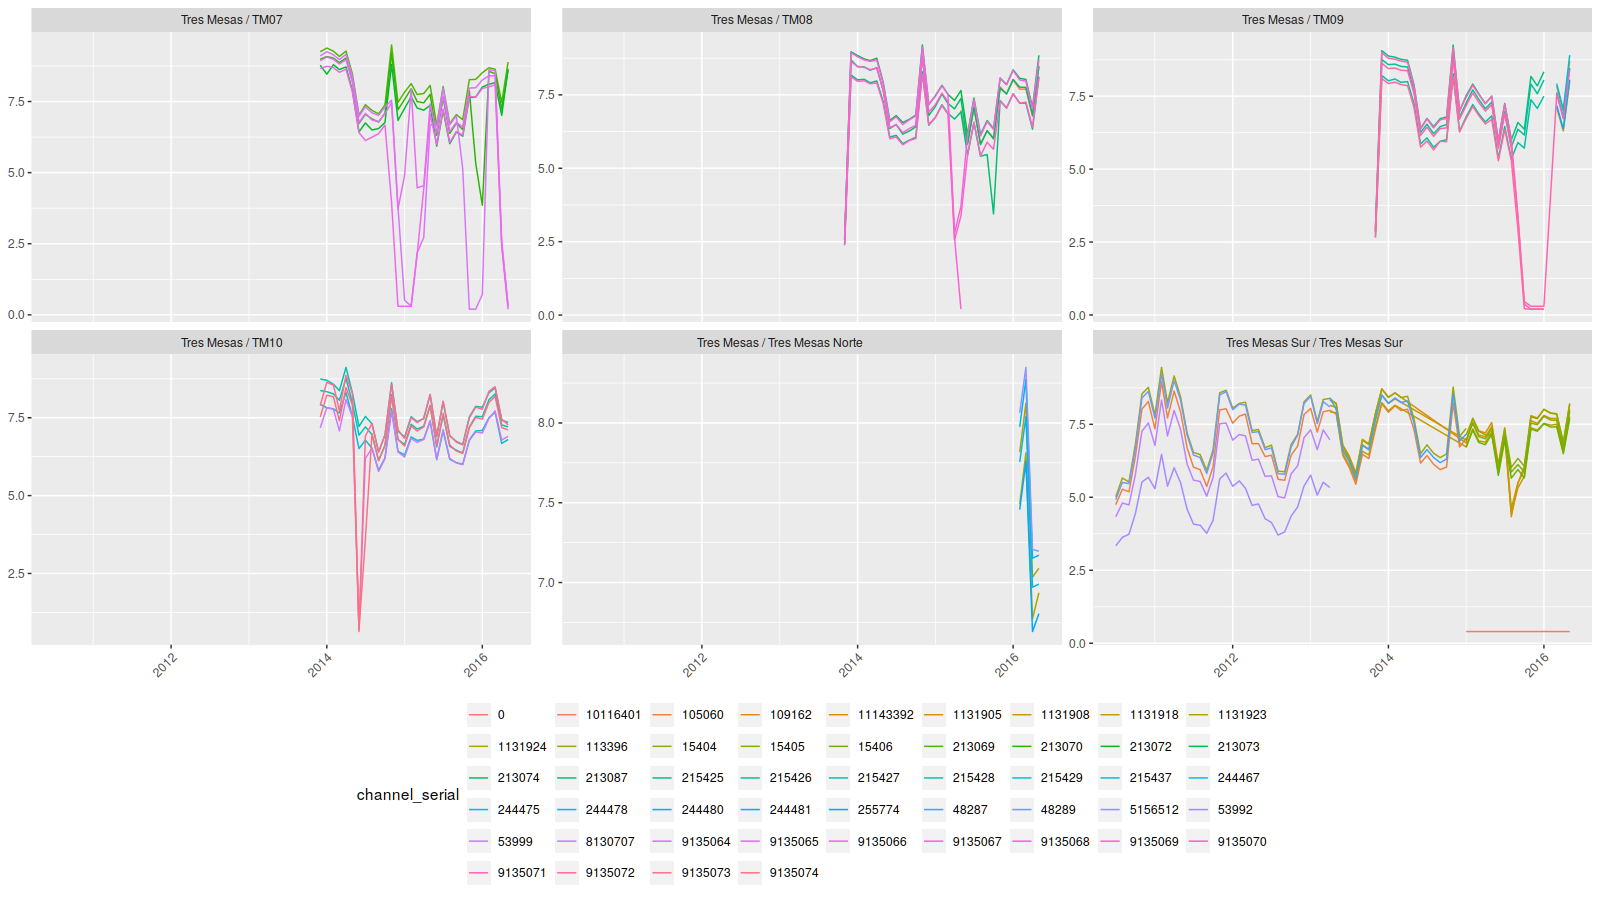 Tres Mesas / TM07
Tres Mesas / TM08
Tres Mesas / TM09
7.5
5.0
2.5
0.0
7.5
5.0
2.5
0.0
7.5
5.0
2.5
0.0
Tres Mesas / TM10
Tres Mesas / Tres Mesas Norte
Tres Mesas Sur / Tres Mesas Sur
7.5
5.0
2.5
8.0
7.5
7.0
7.5
5.0
2.5
0.0
2012 2014 2016
2012 2014 2016
2012 2014 2016
channel_serial
0 10116401 105060 109162 11143392 1131905 1131908 1131918 1131923
1131924 113396 15404 15405 15406 213069 213070 213072 213073
213074 213087 215425 215426 215427 215428 215429 215437 244467
244475 244478 244480 244481 255774 48287 48289 5156512 53992
53999 8130707 9135064 9135065 9135066 9135067 9135068 9135069 9135070
9135071 9135072 9135073 9135074